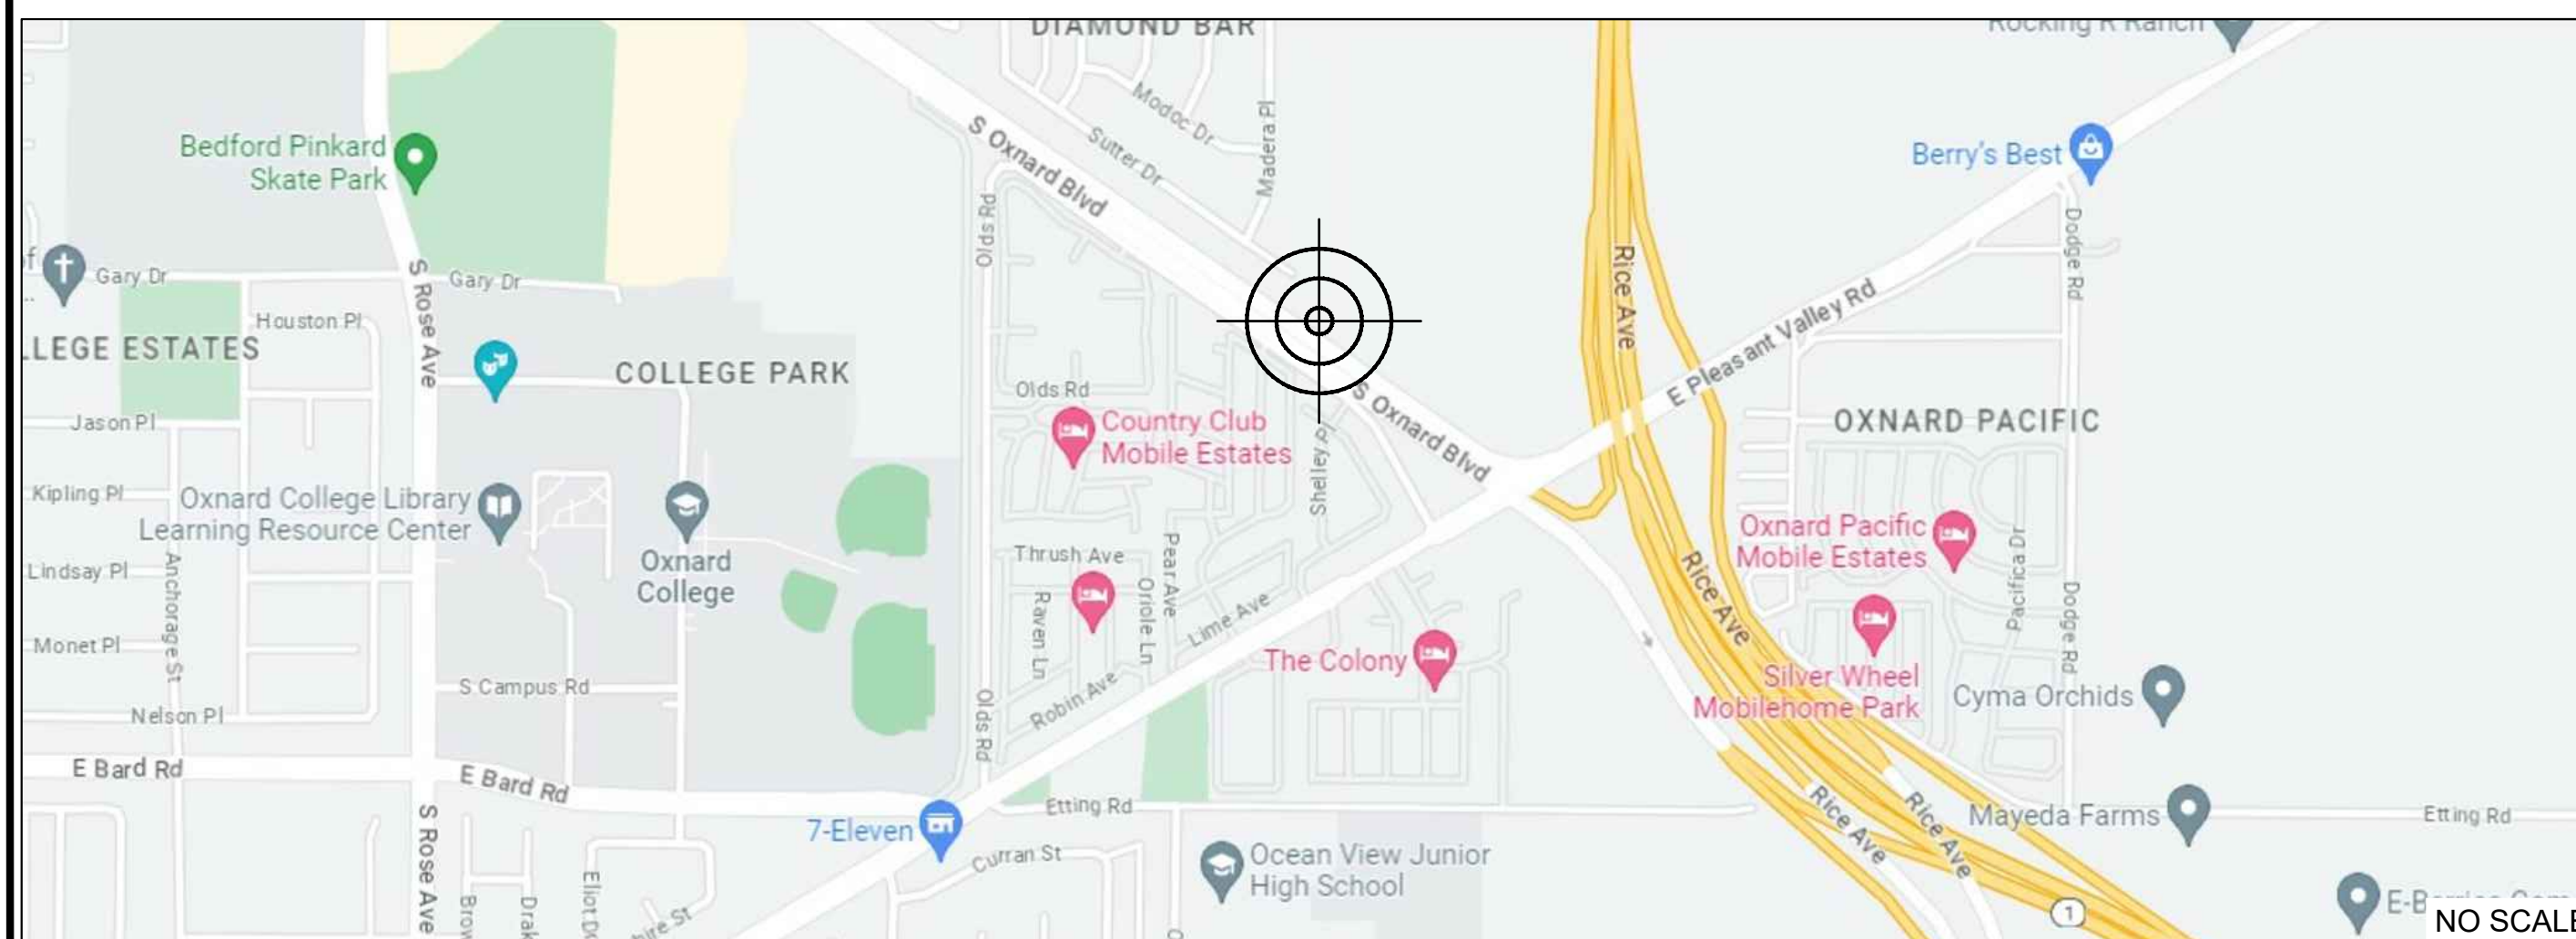 DIAMOND BAR
Rocking R Ranch
Modoc Dr
Madera Pl
S Oxnard Blvd
Sutter Dr
Bedford Pinkard
Skate Park
Berry's Best
Olds Rd
Dodge Rd
Rice Ave
Gary Dr
S Rose Ave
Gary Dr
Houston Pl
E Pleasant Valley Rd
LLEGE ESTATES
COLLEGE PARK
Olds Rd
S Oxnard Blvd
Jason Pl
Country Club
Mobile Estates
OXNARD PACIFIC
Shelley Pl
Kipling Pl
Oxnard College Library
Learning Resource Center
Oxnard Pacific
Mobile Estates
Oxnard
College
Thrush Ave
Pear Ave
Lindsay Pl
Anchorage St
Raven Ln
Oriole Ln
Lime Ave
Rice Ave
Pacifica Dr
Dodge Rd
Monet Pl
The Colony
Silver Wheel
Mobilehome Park
Cyma Orchids
S Campus Rd
Robin Ave
Nelson Pl
Olds Rd
E Bard Rd
E Bard Rd
Etting Rd
7-Eleven
Rice Ave
Rice Ave
Mayeda Farms
Etting Rd
S Rose Ave
Curran St
Ocean View Junior
High School
Eliot
1
NO SCALE